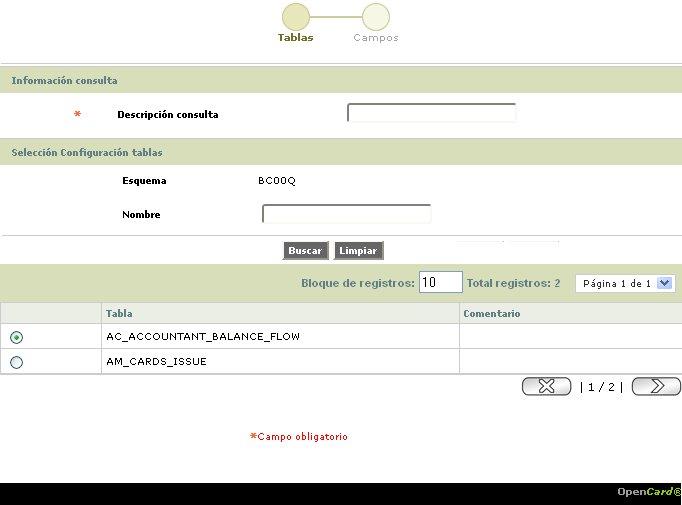 Tablas Campos
Información consulta
* Descripción consulta
Selección Configuración tablas
Esquema BC00Q
Nombre
Buscar Limpiar
Bloque de registros: 10 Total registros: 2 Página 1 de 1
Tabla Comentario
AC_ACCOUNTANT_BALANCE_FLOW
AM_CARDS_ISSUE
| 1 / 2 |
*Campo obligatorio
OpenCard®